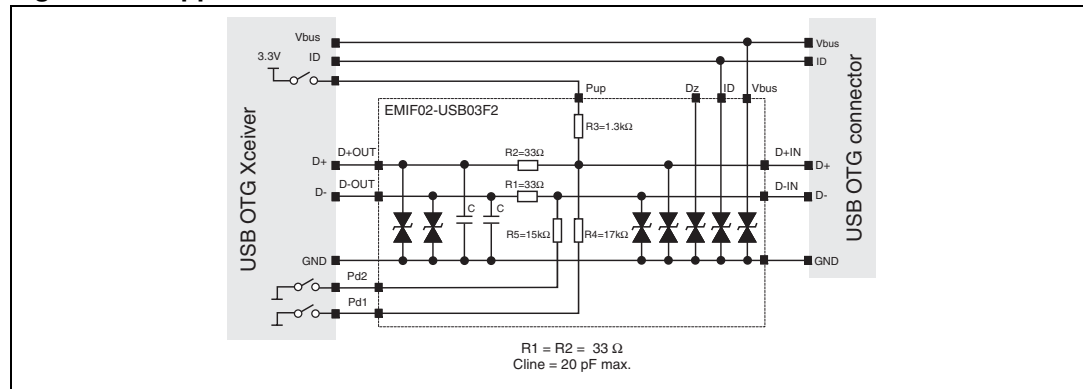 Vbus
ID
3.3V
Vbus
ID
Pup
Dz
ID
Vbus
EMIF02-USB03F2
R3=1.3kΩ
USB OTG Xceiver
D+OUT
D+
R2=33Ω
D+IN
D+
D-OUT
D-
R1=33Ω
D-IN
D-
C
C
R5=15kΩ
R4=17kΩ
USB OTG connector
GND
GND
Pd2
Pd1
R1 = R2 = 33 Ω
Cline = 20 pF max.